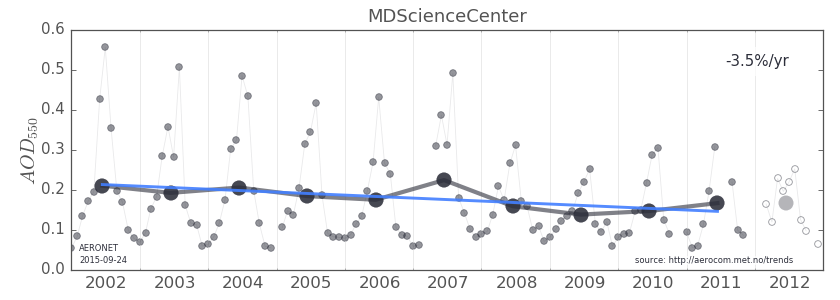 MDScienceCenter
0.6
0.5
0.4
0.3
0.2
0.1
0.0
AOD550
-3.5%/yr
AERONET
2015-09-24
source: http://aerocom.met.no/trends
2002 2003 2004 2005 2006 2007 2008 2009 2010 2011 2012